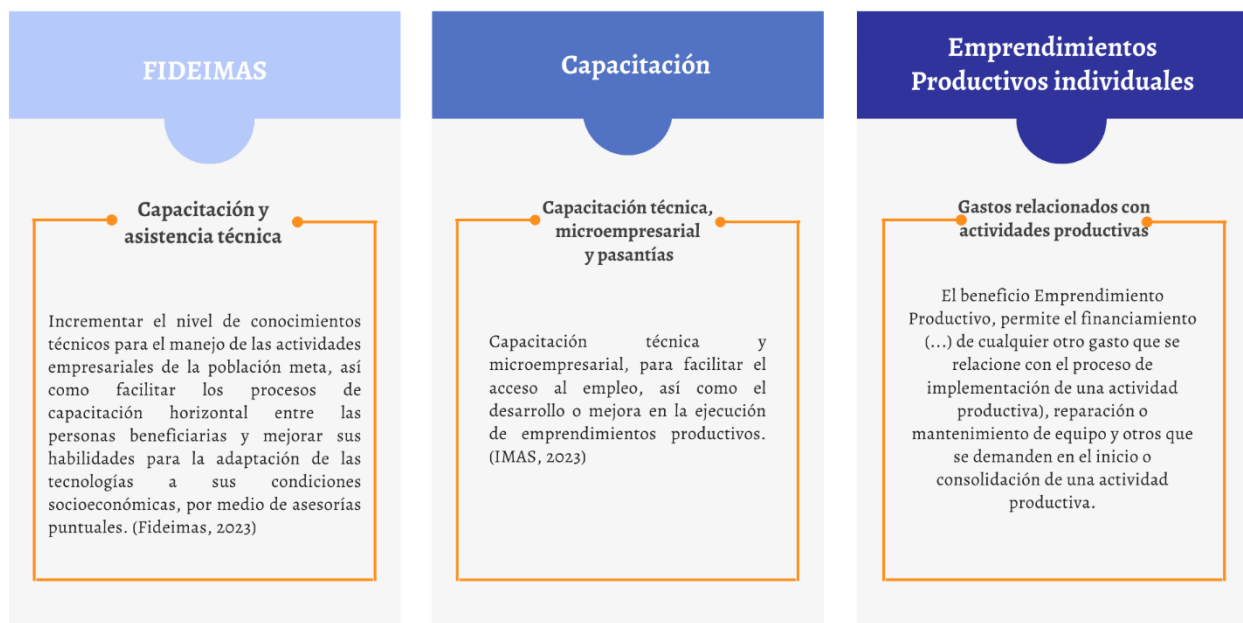 FIDEIMAS
Capacitación y
asistencia técnica
Incrementar el nivel de conocimientos
técnicos para el manejo de las actividades
empresariales de la población meta, así
como facilitar los procesos de
capacitación horizontal entre las
personas beneficiarias y mejorar sus
habilidades para la adaptación de las
tecnologías a sus condiciones
socioeconómicas, por medio de asesorías
puntuales. (Fideimas, 2023)
Capacitación
Capacitación técnica,
microempresarial
y pasantías
Capacitación técnica y
microempresarial, para facilitar el
acceso al empleo, así como el
desarrollo o mejora en la ejecución
de emprendimientos productivos.
(IMAS, 2023)
Emprendimientos
Productivos individuales
Gastos relacionados con
actividades productivas
El beneficio Emprendimiento
Productivo, permite el financiamiento
(...) de cualquier otro gasto que se
relacione con el proceso de
implementación de una actividad
productiva), reparación o
mantenimiento de equipo y otros que
se demanden en el inicio o
consolidación de una actividad
productiva.